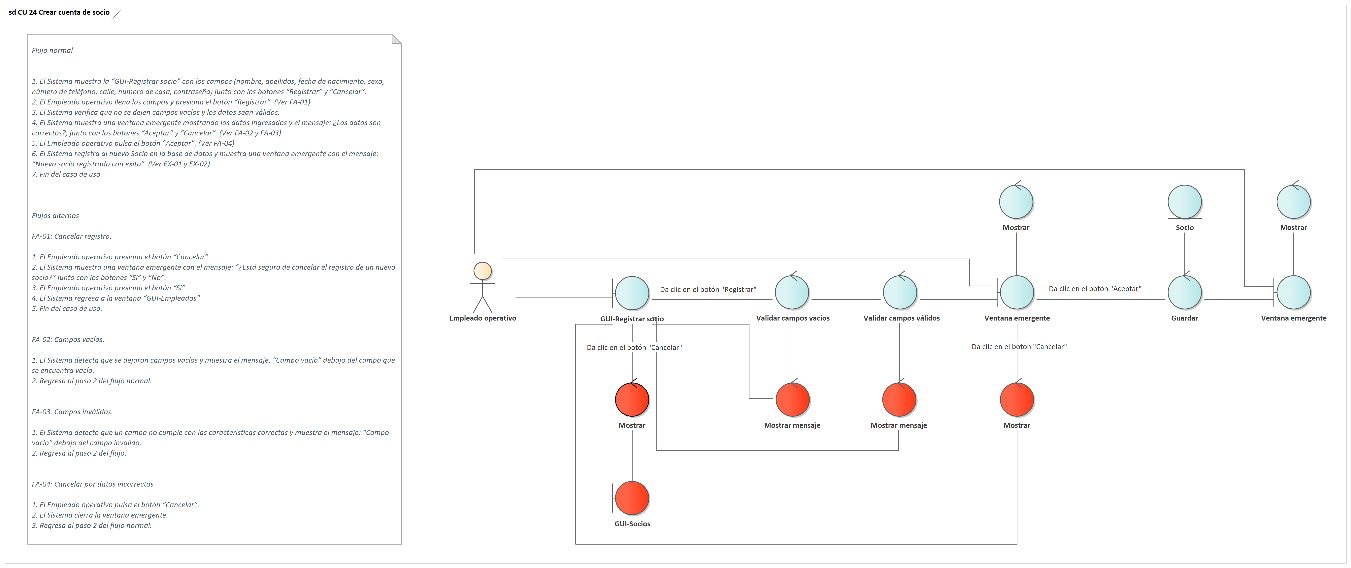 sd CU 24 Crear cuenta de socio
Flujo normal
1. El Sistema muestra la "GUI-Registrar socio" con los campos (nombre, apellidos, fecha de nacimiento, sexo,
número de teléfono, calle, número de casa, contraseña) junto con los botones "Registrar" y "Cancelar".
2. El Empleado operativo llena los campos y presiona el botón "Registrar". (Ver FA-01)
3. El Sistema verifica que no se dejen campos vacíos y los datos sean válidos.
4. El Sistema muestra una ventana emergente mostrando los datos ingresados y el mensaje: ¿Los datos son
correctos?, junto con los botones "Aceptar" y "Cancelar". (Ver FA-02 y FA-03)
5. El Empleado operativo pulsa el botón "Aceptar". (Ver FA-04)
6. El Sistema registra al nuevo Socio en la base de datos y muestra una ventana emergente con el mensaje:
"Nuevo socio registrado con éxito". (Ver EX-01 y EX-02)
7. Fin del caso de uso
Flujos alternos
FA-01: Cancelar registro.
1. El Empleado operativo presiona el botón "Cancelar"
2. El Sistema muestra una ventana emergente con el mensaje: "¿Está seguro de cancelar el registro de un nuevo
socio?" junto con los botones "Sí" y "No".
3. El Empleado operativo presiona el botón "Sí"
4. El Sistema regresa a la ventana "GUI-Empleados"
5. Fin del caso de uso.
FA-02: Campos vacíos.
1. El Sistema detecta que se dejaron campos vacíos y muestra el mensaje: "Campo vacío" debajo del campo que
se encuentra vacío.
2. Regresa al paso 2 del flujo normal.
FA-03: Campos inválidos.
1. El Sistema detecta que un campo no cumple con las características correctas y muestra el mensaje: "Campo
vacío" debajo del campo inválido.
2. Regresa al paso 2 del flujo.
FA-04: Cancelar por datos incorrectos
1. El Empleado operativo pulsa el botón "Cancelar".
2. El Sistema cierra la ventana emergente.
3. Regresa al paso 2 del flujo normal.
Mostrar
Socio
Mostrar
Da clic en el botón "Registrar"
Da clic en el botón "Aceptar"
Empleado operativo
GUI-Registrar socio
Validar campos vacios
Validar campos válidos
Ventana emergente
Guardar
Ventana emergente
Da clic en el botón "Cancelar"
Da clic en el botón "Cancelar"
Mostrar
Mostrar mensaje
Mostrar mensaje
Mostrar
GUI-Socios